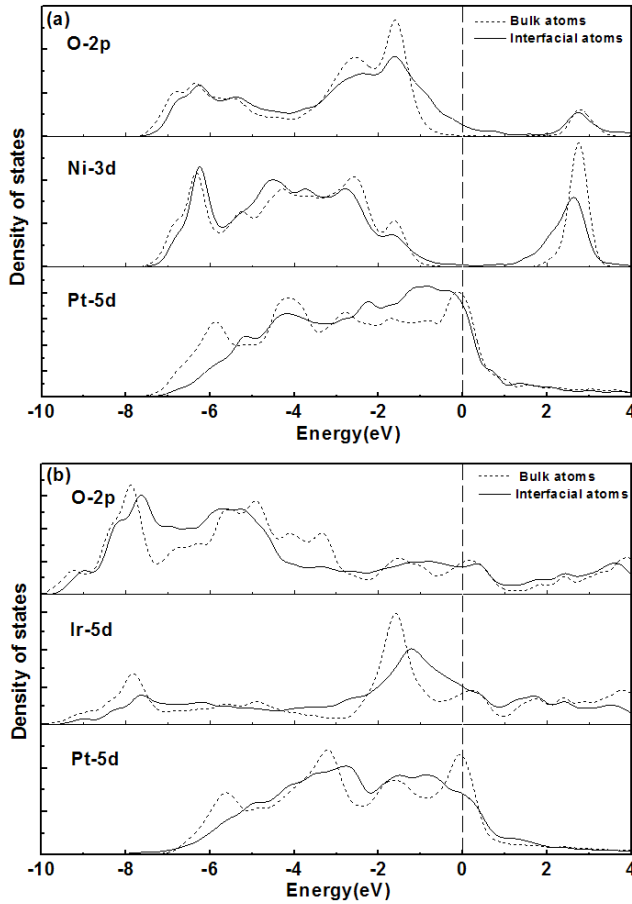 (a)
O-2p
Bulk atoms
Interfacial atoms
Ni-3d
Density of states
Pt-5d
-10 -8 -6 -4 -2 0 2 4
Energy(eV)
(b)
O-2p
Bulk atoms
Interfacial atoms
Ir-5d
Density of states
Pt-5d
-10 -8 -6 -4 -2 0 2 4
Energy(eV)